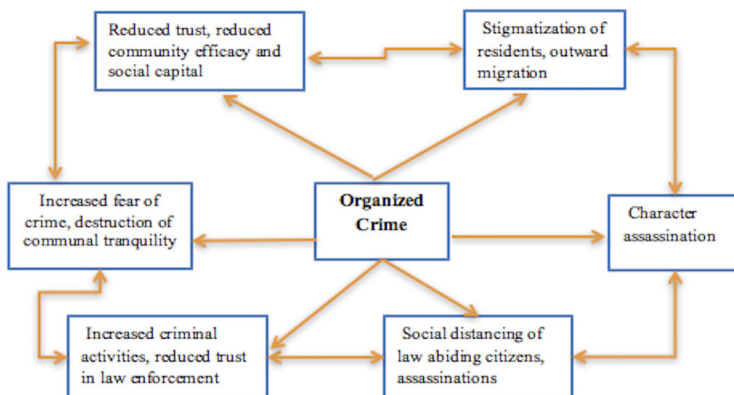 Reduced trust, reduced
community efficacy and
social capital
Stigmatization of
residents, outward
migration
Increased fear of
crime, destruction of
communal tranquility
Organized
Crime
Character
assassination
Increased criminal
activities, reduced trust
in law enforcement
Social distancing of
law abiding citizens,
assassinations